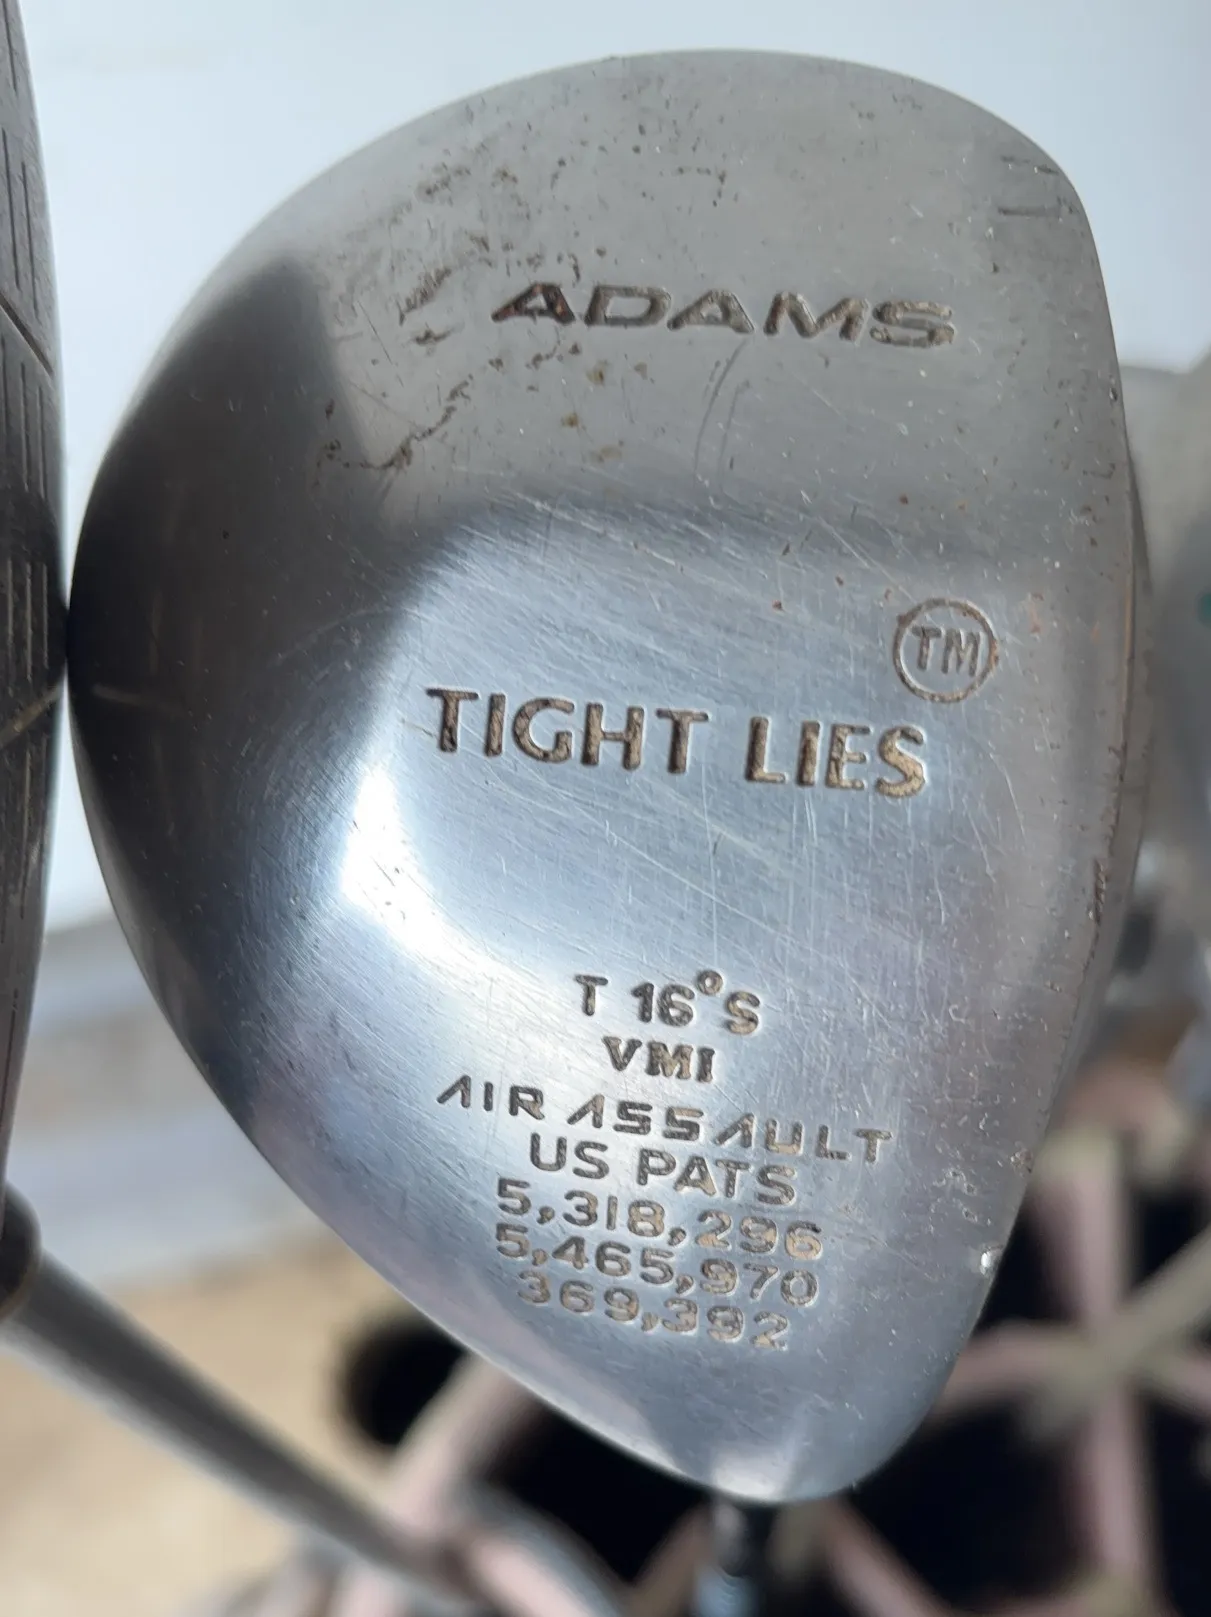 ADAMS
TM
TIGHT LIES
T 16°S
VMI
AIR ASSAULT
US PATS
5,318,296
5,465,970
369,392